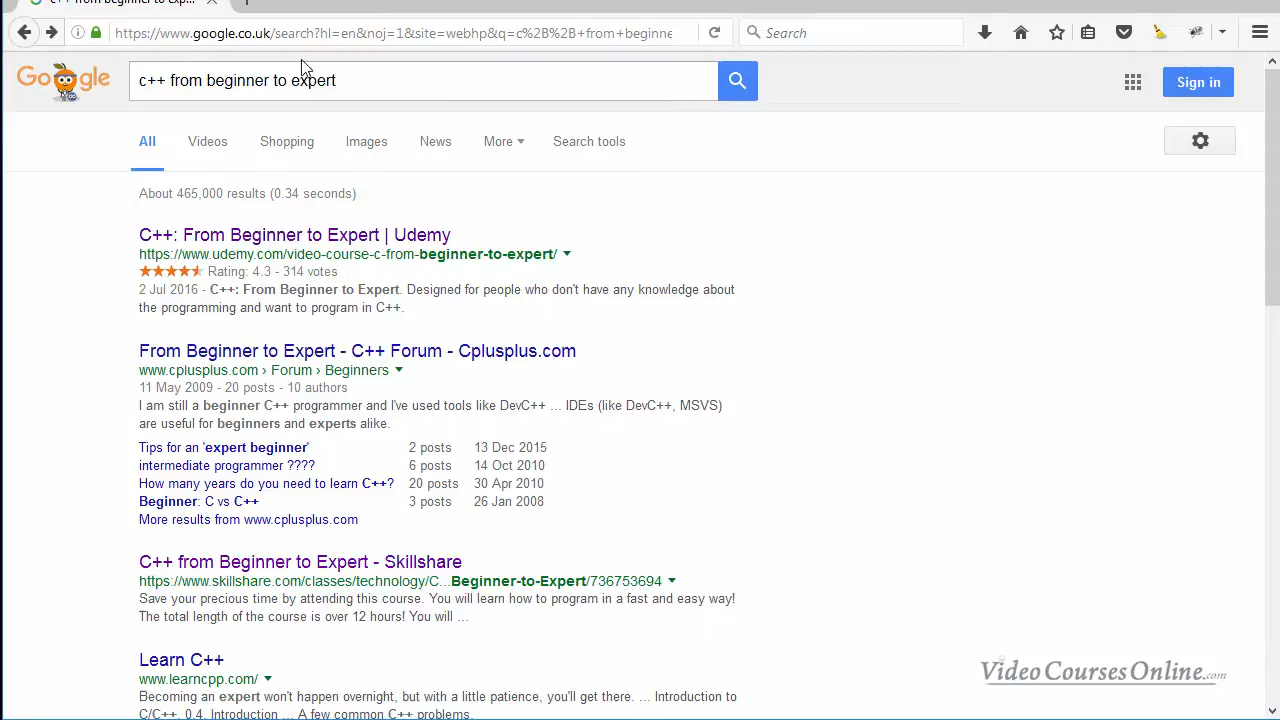 C++ from beginner to exp...
https://www.google.co.uk/search?hl=en&noj=1&site=webhp&q=c%2B%2B+from+beginne
Search
Google
c++ from beginner to expert
Sign in
All
Videos
Shopping
Images
News
More
Search tools
About 465,000 results (0.34 seconds)
C++: From Beginner to Expert | Udemy
https://www.udemy.com/video-course-c-from-beginner-to-expert/
Rating: 4.3 - 314 votes
2 Jul 2016 - C++: From Beginner to Expert. Designed for people who don't have any knowledge about
the programming and want to program in C++.
From Beginner to Expert - C++ Forum - Cplusplus.com
www.cplusplus.com › Forum › Beginners
11 May 2009 - 20 posts - 10 authors
I am still a beginner C++ programmer and I've used tools like DevC++ ... IDEs (like DevC++, MSVS)
are useful for beginners and experts alike.
Tips for an 'expert beginner' 2 posts 13 Dec 2015
intermediate programmer ???? 6 posts 14 Oct 2010
How many years do you need to learn C++? 20 posts 30 Apr 2010
Beginner: C vs C++ 3 posts 26 Jan 2008
More results from www.cplusplus.com
C++ from Beginner to Expert - Skillshare
https://www.skillshare.com/classes/technology/C...Beginner-to-Expert/736753694
Save your precious time by attending this course. You will learn how to program in a fast and easy way!
The total length of the course is over 12 hours! You will ...
Learn C++
www.learncpp.com/
Becoming an expert won't happen overnight, but with a little patience, you'll get there. ... Introduction to
C/C++. 0.4. Introduction ... A few common C++ problems.
VideoCoursesOnline.com